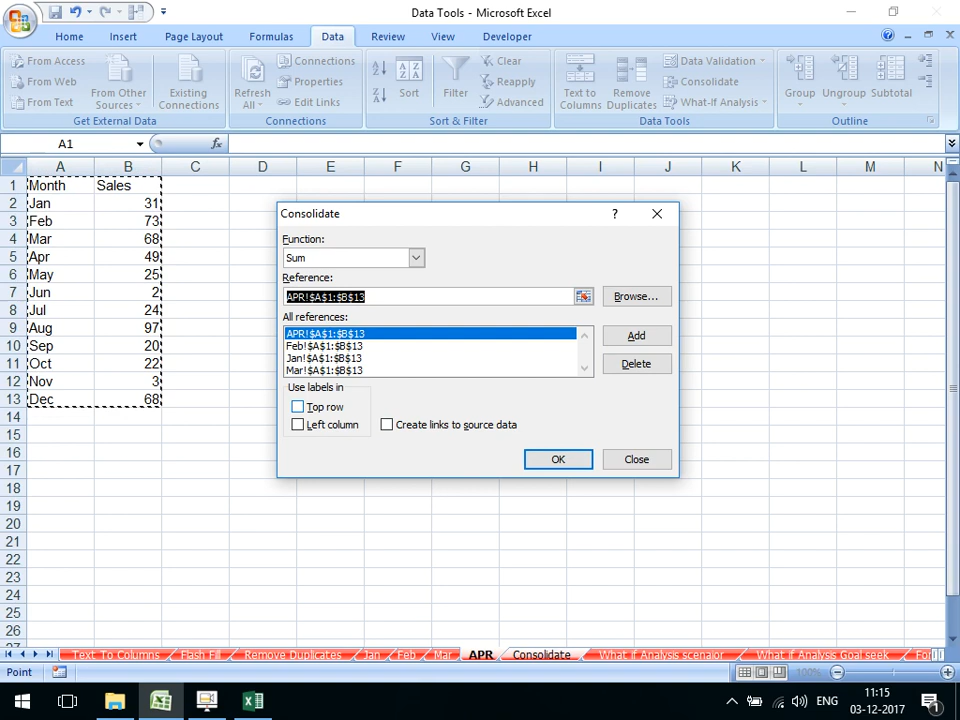 Data Tools - Microsoft Excel
Home Insert Page Layout Formulas Data Review View Developer
From Access
From Web
From Text
From Other Sources
Existing Connections
Get External Data
Refresh All
Connections
Properties
Edit Links
Connections
Sort
Filter
Clear
Reapply
Advanced
Sort & Filter
Text to Columns
Remove Duplicates
Data Validation
Consolidate
What-If Analysis
Data Tools
Group
Ungroup
Subtotal
Outline
A1 fx
A B C D E F G H I J K L M N
1 Month Sales
2 Jan 31
3 Feb 73
4 Mar 68
5 Apr 49
6 May 25
7 Jun 2
8 Jul 24
9 Aug 97
10 Sep 20
11 Oct 22
12 Nov 3
13 Dec 68
14
15
16
17
18
19
20
21
22
23
24
25
26
27
Consolidate ?
Function:
Sum
Reference:
APR!$A$1:$B$13
Browse...
All references:
APR!$A$1:$B$13
Feb!$A$1:$B$13
Jan!$A$1:$B$13
Mar!$A$1:$B$13
Add
Delete
Use labels in
Top row
Left column
Create links to source data
OK
Close
Text To Columns Flash Fill Remove Duplicates Jan Feb Mar APR Consolidate What if Analysis scenaior What if Analysis Goal seek For
Point 100%
ENG
11:15
03-12-2017
1